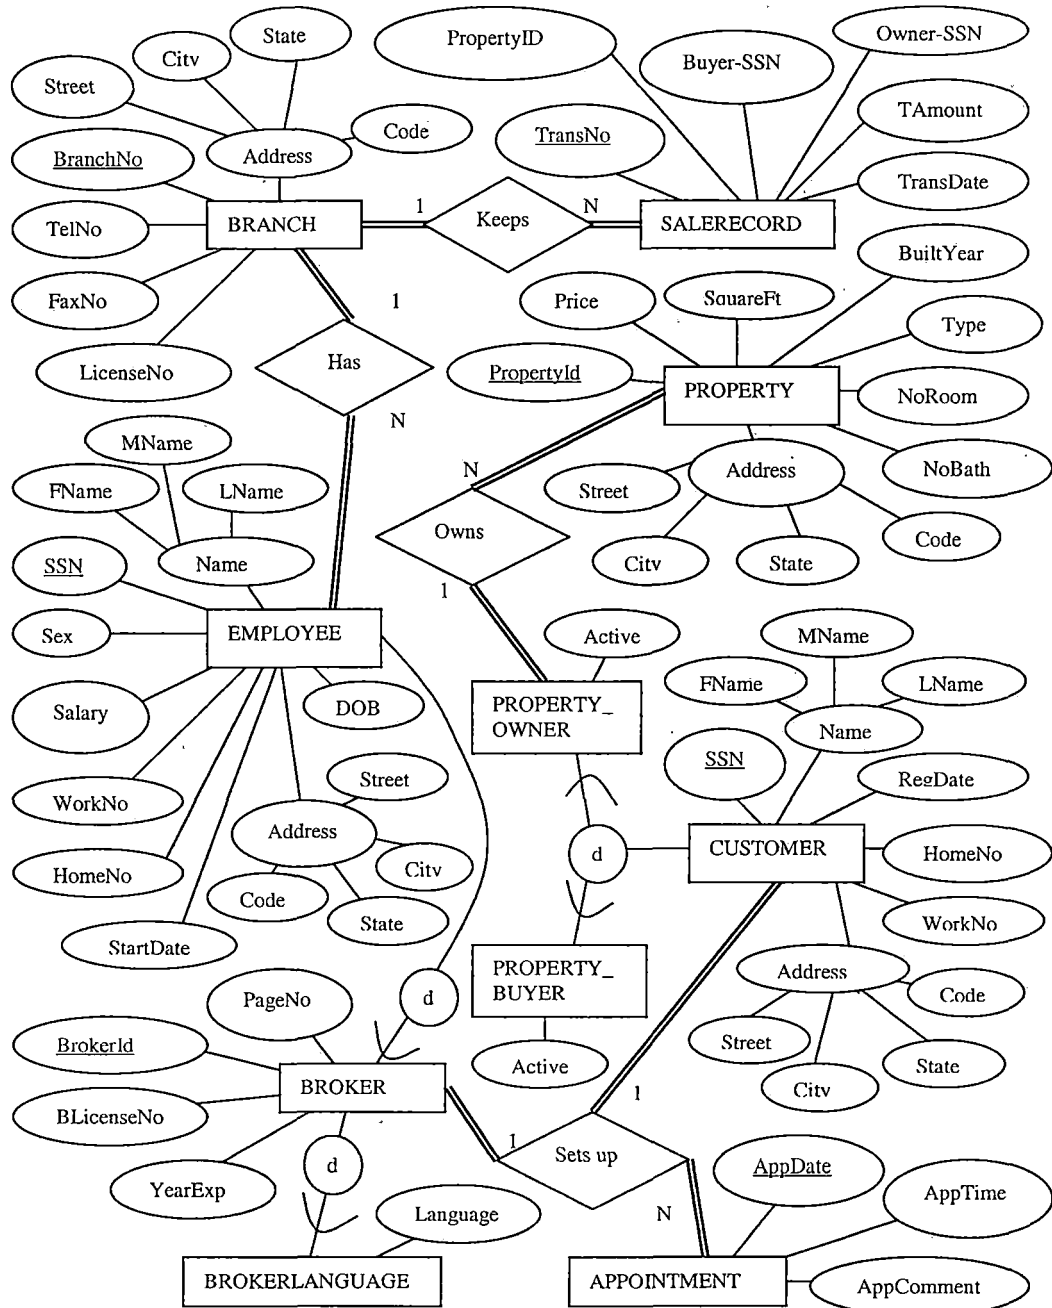 State
PropertyID
Owner-SSN
Citv
Buyer-SSN
Street
Code
TransNo
TAmount
BranchNo
Address
TransDate
BRANCH
1
Keeps
N
SALERECORD
TelNo
BuiltYear
FaxNo
1
Price
SquareFt
Type
LicenseNo
Has
PropertyId
PROPERTY
NoRoom
N
MName
NoBath
FName
LName
N
Street
Address
Code
SSN
Name
Owns
Citv
State
Sex
EMPLOYEE
1
Active
MName
Salary
DOB
PROPERTY_
OWNER
FName
LName
Name
SSN
WorkNo
Street
RegDate
Address
d
CUSTOMER
HomeNo
HomeNo
Citv
Code
State
WorkNo
StartDate
PROPERTY_
BUYER
Address
Code
PageNo
d
Street
State
BrokerId
Active
Citv
BROKER
1
BLicenseNo
1
Sets up
AppDate
d
YearExp
AppTime
Language
N
BROKERLANGUAGE
APPOINTMENT
AppComment